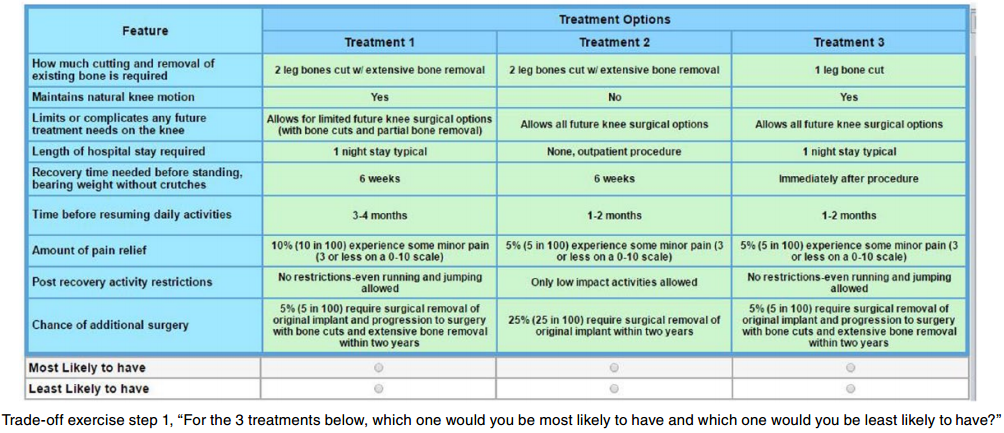 Feature
Treatment Options
Treatment 1 Treatment 2 Treatment 3
How much cutting and removal of
existing bone is required
2 leg bones cut w/ extensive bone removal
2 leg bones cut w/ extensive bone removal
1 leg bone cut
Maintains natural knee motion
Yes
No
Yes
Limits or complicates any future
treatment needs on the knee
Allows for limited future knee surgical options
(with bone cuts and partial bone removal)
Allows all future knee surgical options
Allows all future knee surgical options
Length of hospital stay required
1 night stay typical
None, outpatient procedure
1 night stay typical
Recovery time needed before standing,
bearing weight without crutches
6 weeks
6 weeks
Immediately after procedure
Time before resuming daily activities
3-4 months
1-2 months
1-2 months
Amount of pain relief
10% (10 in 100) experience some minor pain
(3 or less on a 0-10 scale)
5% (5 in 100) experience some minor pain (3
or less on a 0-10 scale)
5% (5 in 100) experience some minor pain (3
or less on a 0-10 scale)
Post recovery activity restrictions
No restrictions-even running and jumping
allowed
Only low impact activities allowed
No restrictions-even running and jumping
allowed
Chance of additional surgery
5% (5 in 100) require surgical removal of
original implant and progression to surgery
with bone cuts and extensive bone removal
within two years
25% (25 in 100) require surgical removal of
original implant within two years
5% (5 in 100) require surgical removal of
original implant and progression to surgery
with bone cuts and extensive bone removal
within two years
Most Likely to have
Least Likely to have
Trade-off exercise step 1, “For the 3 treatments below, which one would you be most likely to have and which one would you be least likely to have?”